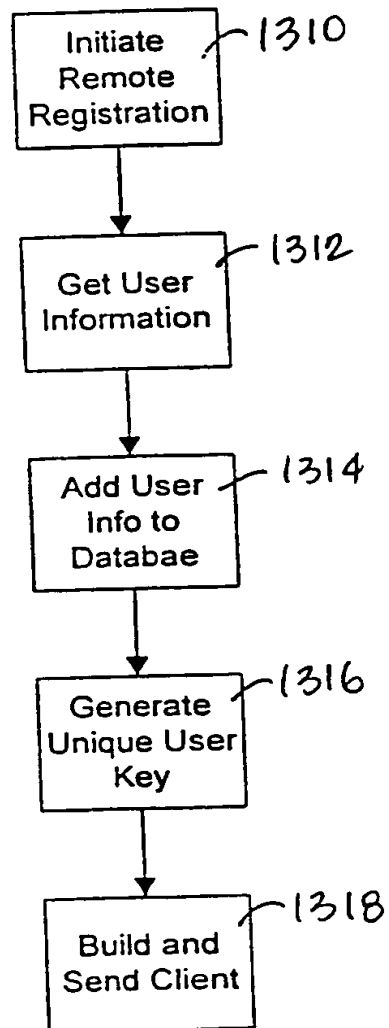 Initiate
Remote
Registration
1310
Get User
Information
1312
Add User
Info to
Databae
1314
Generate
Unique User
Key
1316
Build and
Send Client
1318